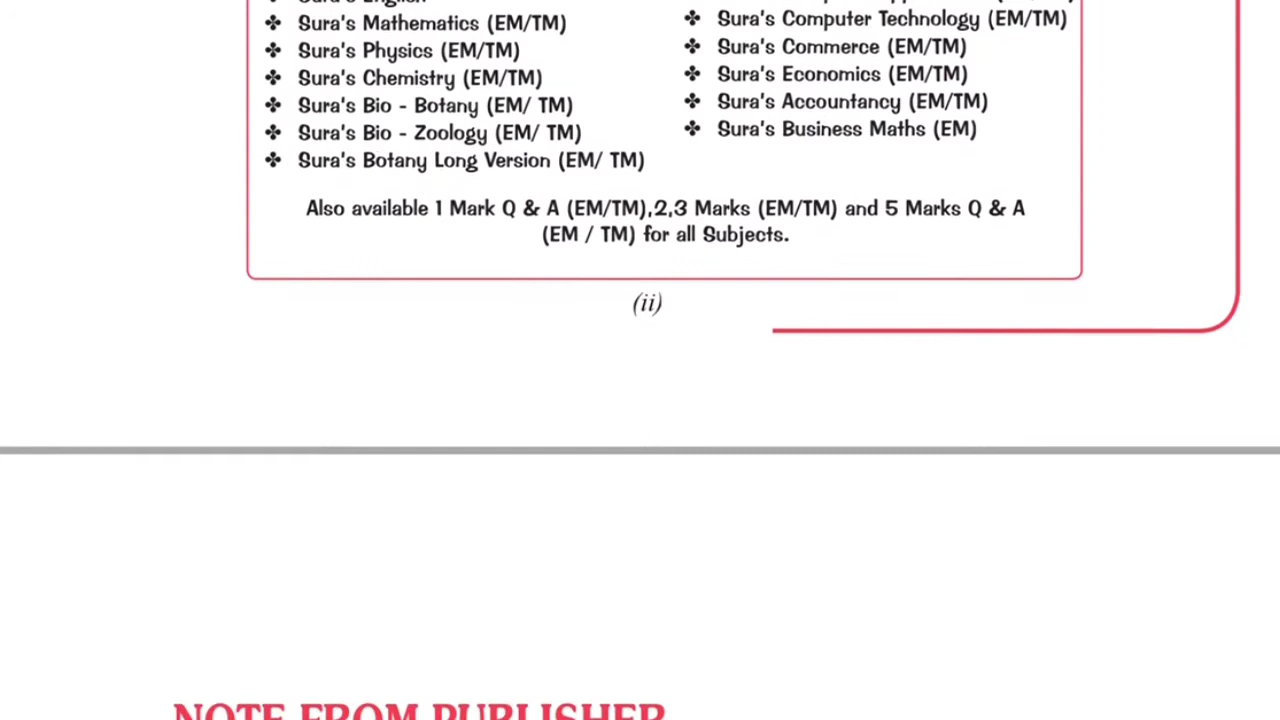 Sura's English
❖ Sura's Mathematics (EM/TM)
❖ Sura's Physics (EM/TM)
❖ Sura's Chemistry (EM/TM)
❖ Sura's Bio - Botany (EM/ TM)
❖ Sura's Bio - Zoology (EM/ TM)
❖ Sura's Botany Long Version (EM/ TM)
❖ Sura's Computer Technology (EM/TM)
❖ Sura's Commerce (EM/TM)
❖ Sura's Economics (EM/TM)
❖ Sura's Accountancy (EM/TM)
❖ Sura's Business Maths (EM)
Also available 1 Mark Q & A (EM/TM),2,3 Marks (EM/TM) and 5 Marks Q & A
(EM / TM) for all Subjects.
(ii)
NOTE FROM PUBLISHER